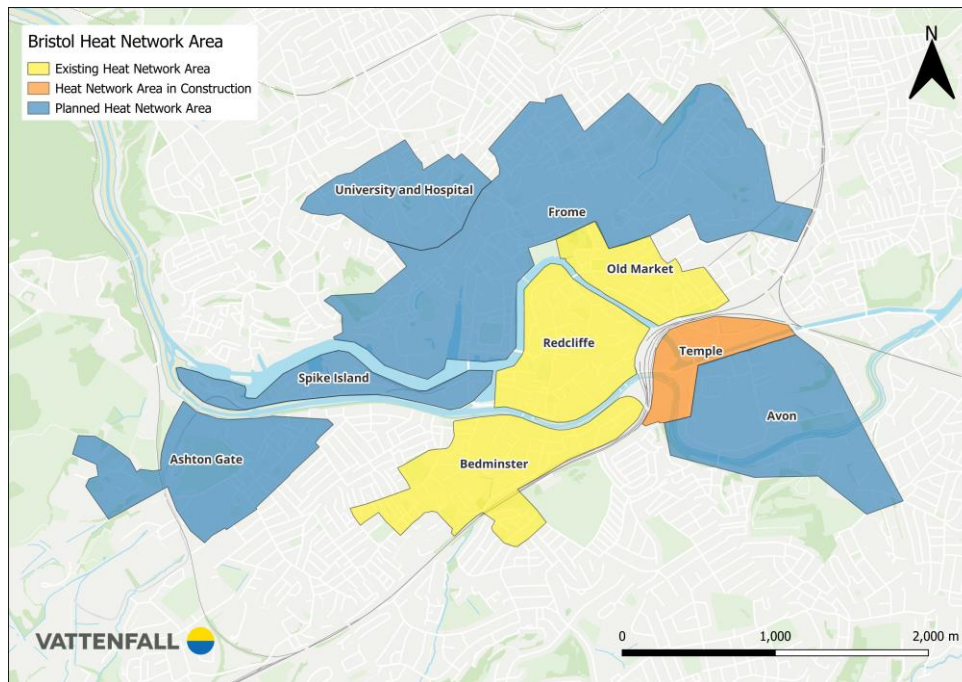 Bristol Heat Network Area
Existing Heat Network Area
Heat Network Area in Construction
Planned Heat Network Area
N
University and Hospital
Frome
Old Market
Redcliffe
Temple
Spike Island
Avon
Ashton Gate
Bedminster
VATTENFALL
0 1,000 2,000 m